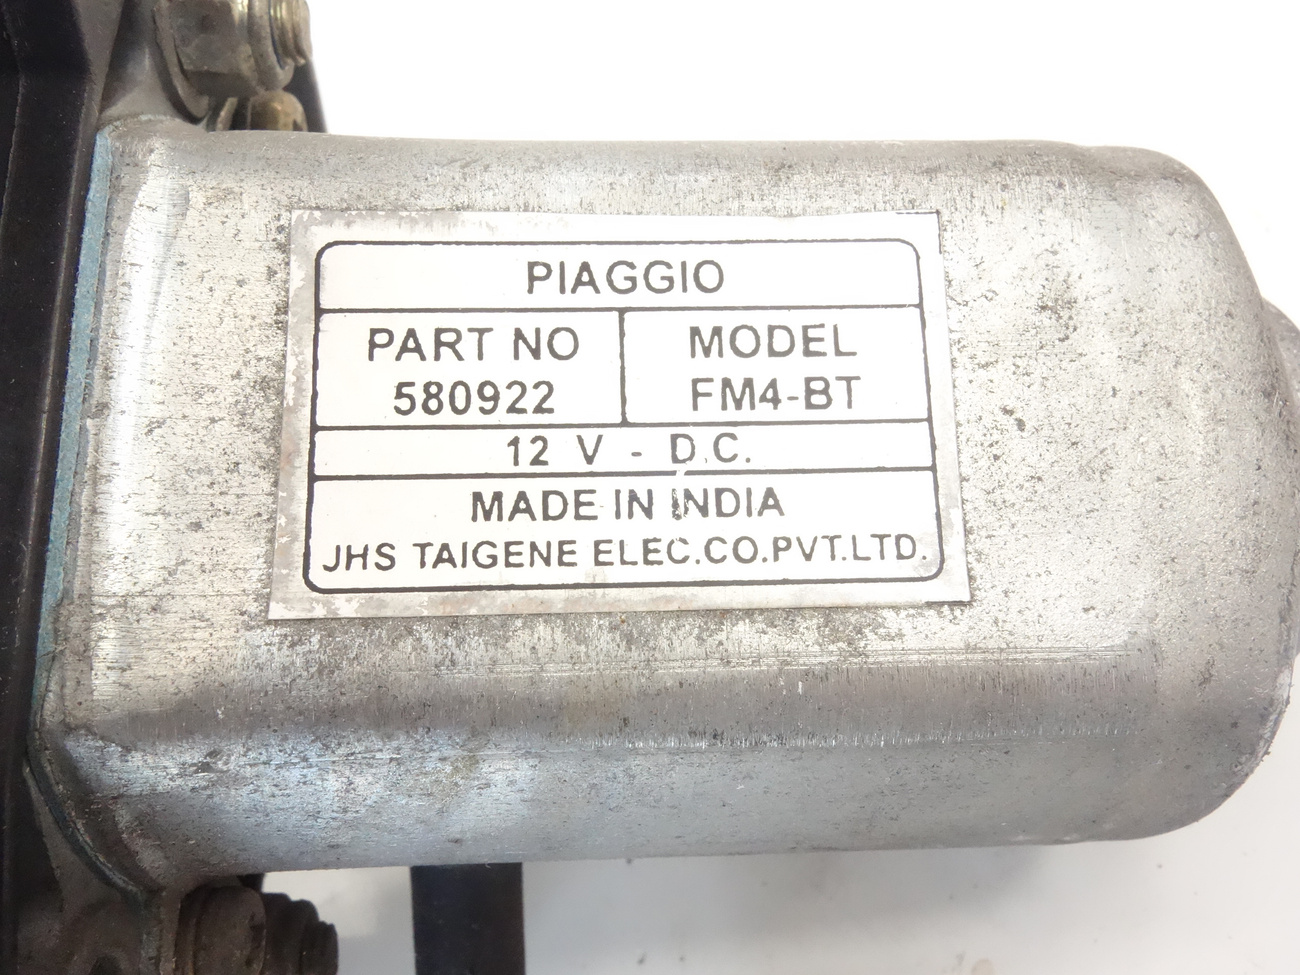 PIAGGIO
PART NO
580922
MODEL
FM4-BT
12 V - D.C.
MADE IN INDIA
JHS TAIGENE ELEC.CO.PVT.LTD.